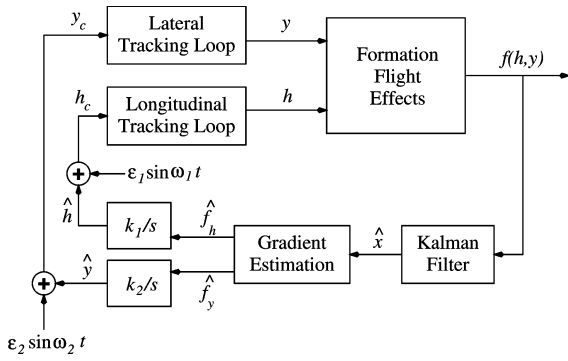 y_c
Lateral
Tracking Loop
y
Formation
Flight
Effects
f(h,y)
h_c
Longitudinal
Tracking Loop
h
+
ε_1 sin ω_1 t
ĥ
k_1/s
f̂_h
Gradient
Estimation
x̂
Kalman
Filter
+
ŷ
k_2/s
f̂_y
ε_2 sin ω_2 t